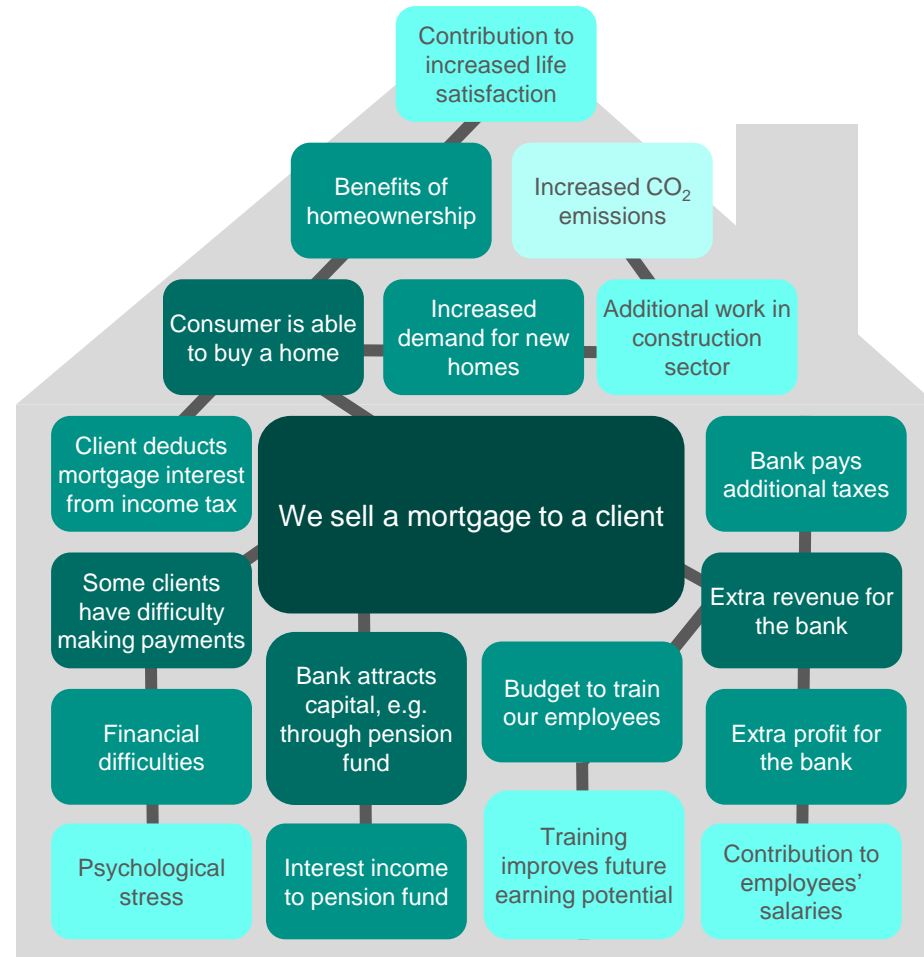 Contribution to
increased life
satisfaction
Benefits of
homeownership
Increased CO₂
emissions
Consumer is able
to buy a home
Increased
demand for new
homes
Additional work in
construction
sector
Client deducts
mortgage interest
from income tax
We sell a mortgage to a client
Bank pays
additional taxes
Some clients
have difficulty
making payments
Extra revenue for
the bank
Bank attracts
capital, e.g.
through pension
fund
Budget to train
our employees
Financial
difficulties
Extra profit for
the bank
Psychological
stress
Interest income
to pension fund
Training
improves future
earning potential
Contribution to
employees’
salaries